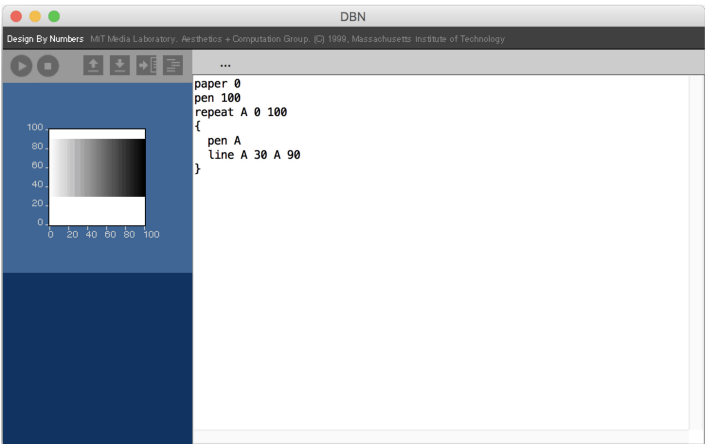 DBN
Design By Numbers MIT Media Laboratory. Aesthetics + Computation Group. (C) 1999, Massachusetts Institute of Technology
...
paper 0
pen 100
repeat A 0 100
{
pen A
line A 30 A 90
}
100
80
60
40
20
0
0 20 40 60 80 100